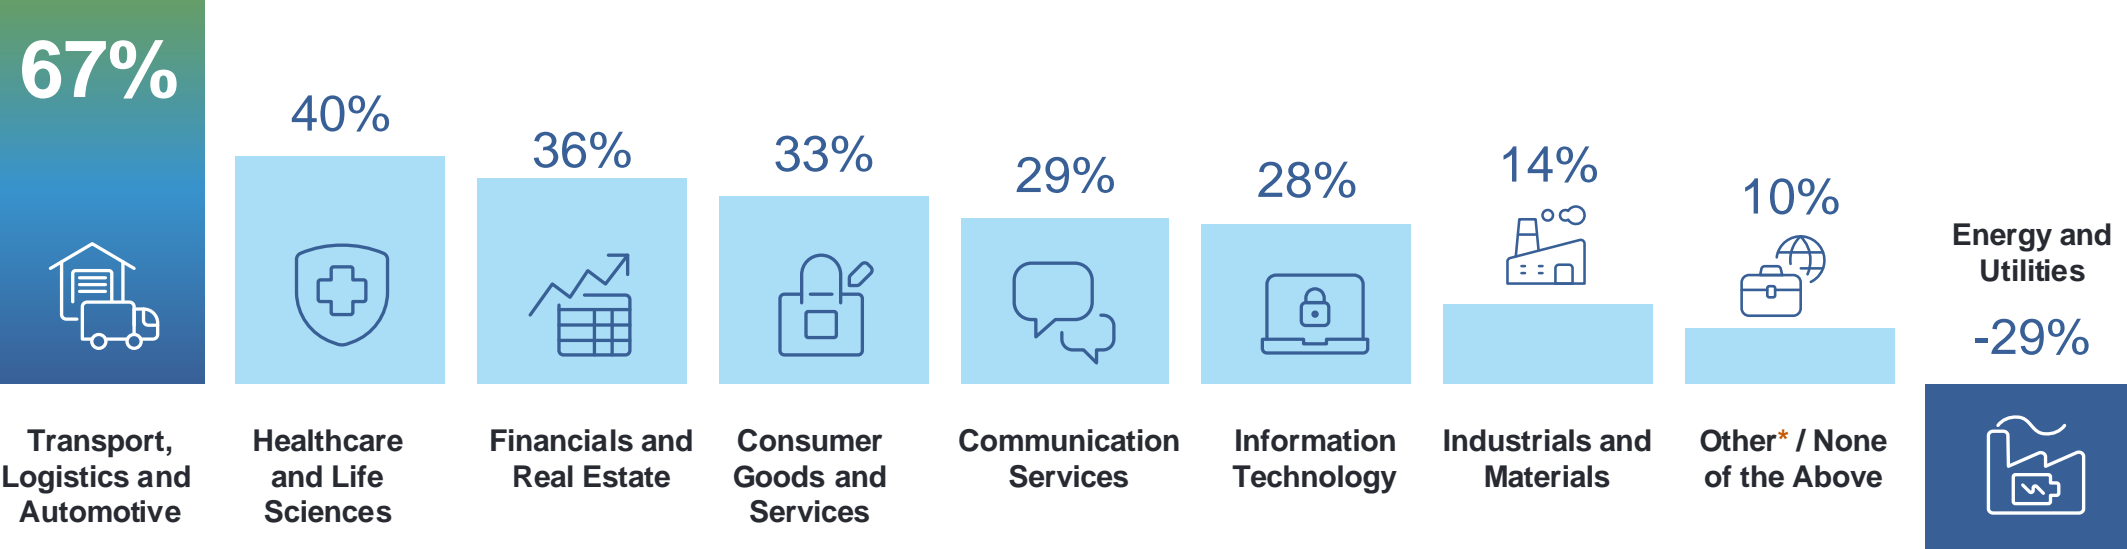 67%
40%
36%
33%
29%
28%
14%
10%
Energy and
Utilities
-29%
Transport,
Logistics and
Automotive
Healthcare
and Life
Sciences
Financials and
Real Estate
Consumer
Goods and
Services
Communication
Services
Information
Technology
Industrials and
Materials
Other* / None
of the Above